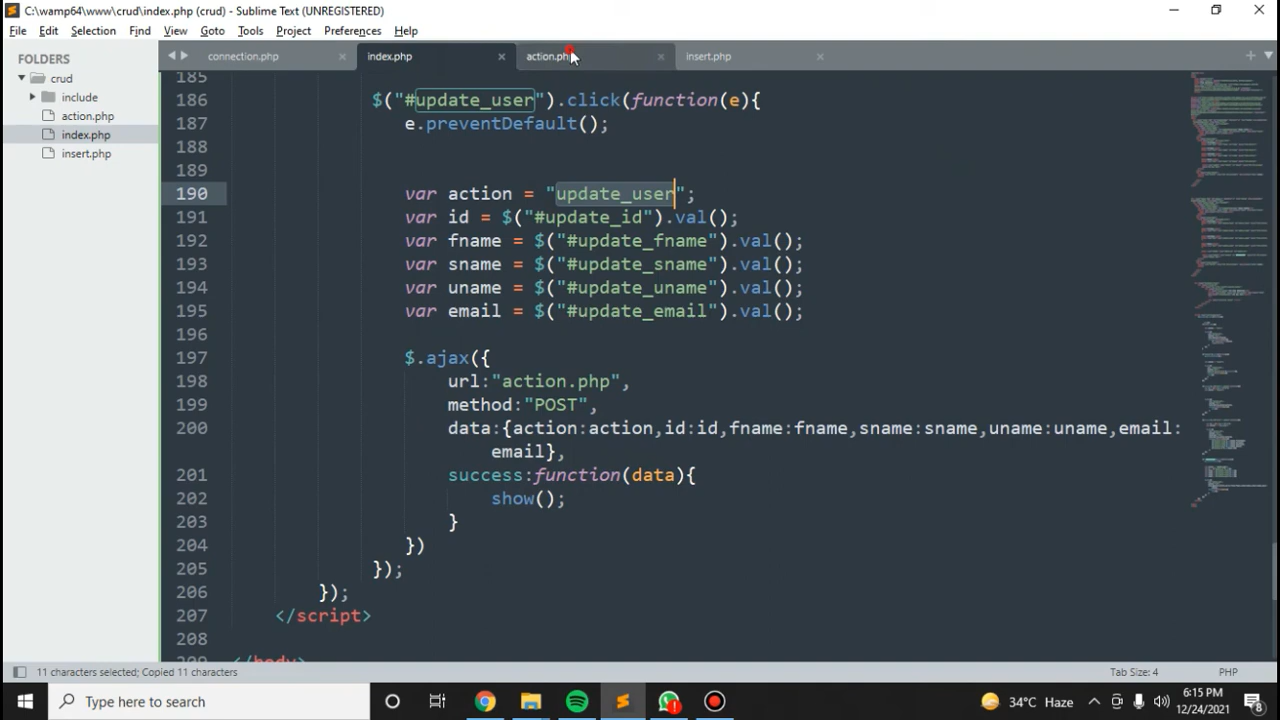 C:\wamp64\www\crud\index.php (crud) - Sublime Text (UNREGISTERED)
File Edit Selection Find View Goto Tools Project Preferences Help
FOLDERS
crud
include
action.php
index.php
insert.php
connection.php index.php action.php insert.php
185
186 $("#update_user").click(function(e){
187 e.preventDefault();
188
189
190 var action = "update_user";
191 var id = $("#update_id").val();
192 var fname = $("#update_fname").val();
193 var sname = $("#update_sname").val();
194 var uname = $("#update_uname").val();
195 var email = $("#update_email").val();
196
197 $.ajax({
198 url:"action.php",
199 method:"POST",
200 data:{action:action,id:id,fname:fname,sname:sname,uname:uname,email:
email},
201 success:function(data){
202 show();
203 }
204 })
205 });
206 });
207 </script>
208
209 </body>
11 characters selected; Copied 11 characters
Tab Size: 4 PHP
Type here to search
34°C Haze
6:15 PM
12/24/2021
8